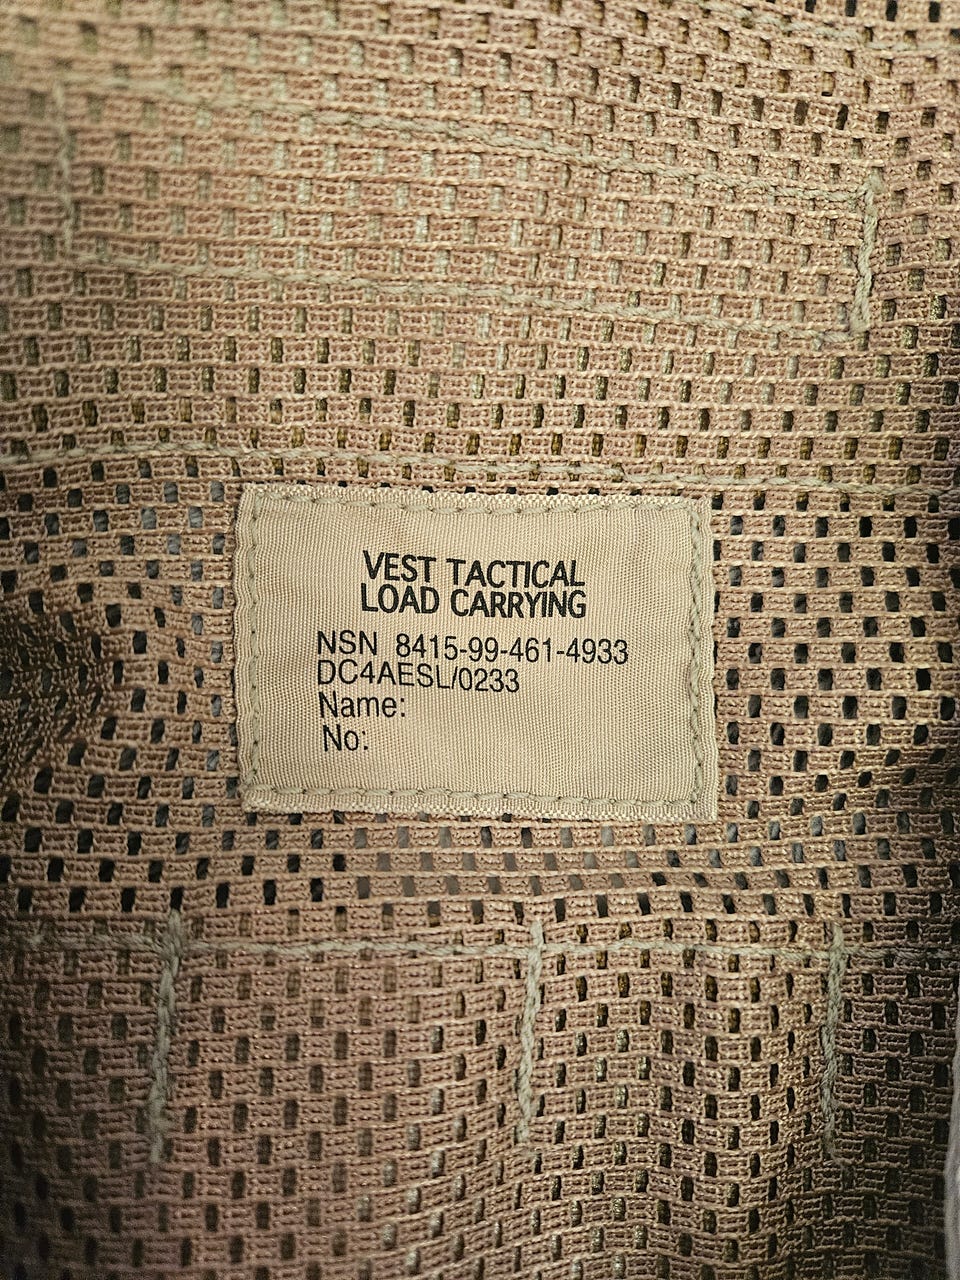 VEST TACTICAL
LOAD CARRYING
NSN 8415-99-461-4933
DC4AESL/0233
Name:
No: